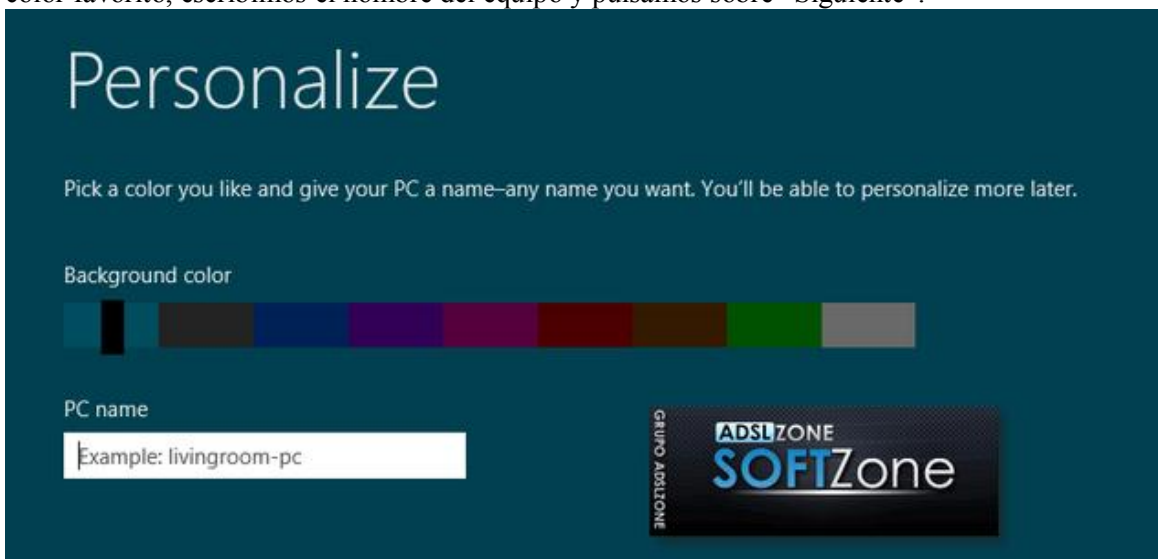 color favorito, escribimos el nombre del equipo y pulsamos sobre "Siguiente".
Personalize
Pick a color you like and give your PC a name–any name you want. You'll be able to personalize more later.
Background color
PC name
Example: livingroom-pc
GRUPO ADSLZONE
ADSLZONE
SOFTZone